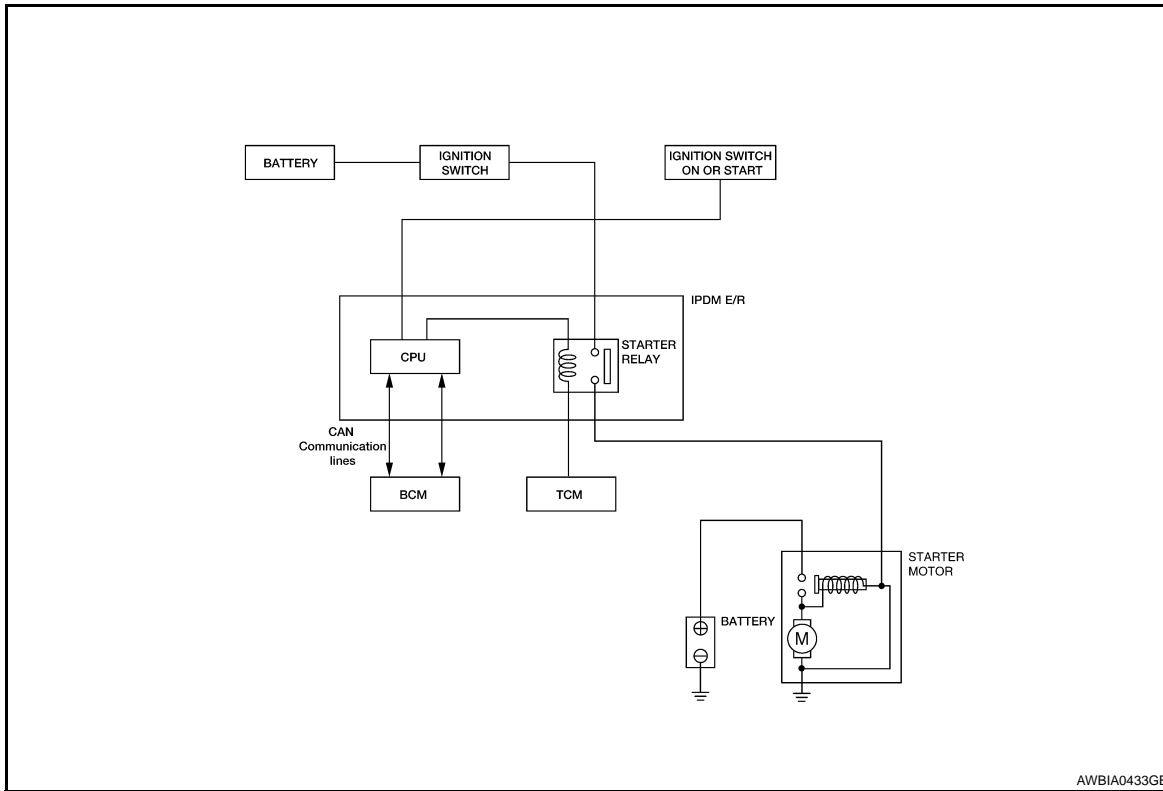 BATTERY
IGNITION
SWITCH
IGNITION SWITCH
ON OR START
IPDM E/R
CPU
STARTER
RELAY
CAN
Communication
lines
BCM
TCM
STARTER
MOTOR
BATTERY
M
AWBIA0433GB